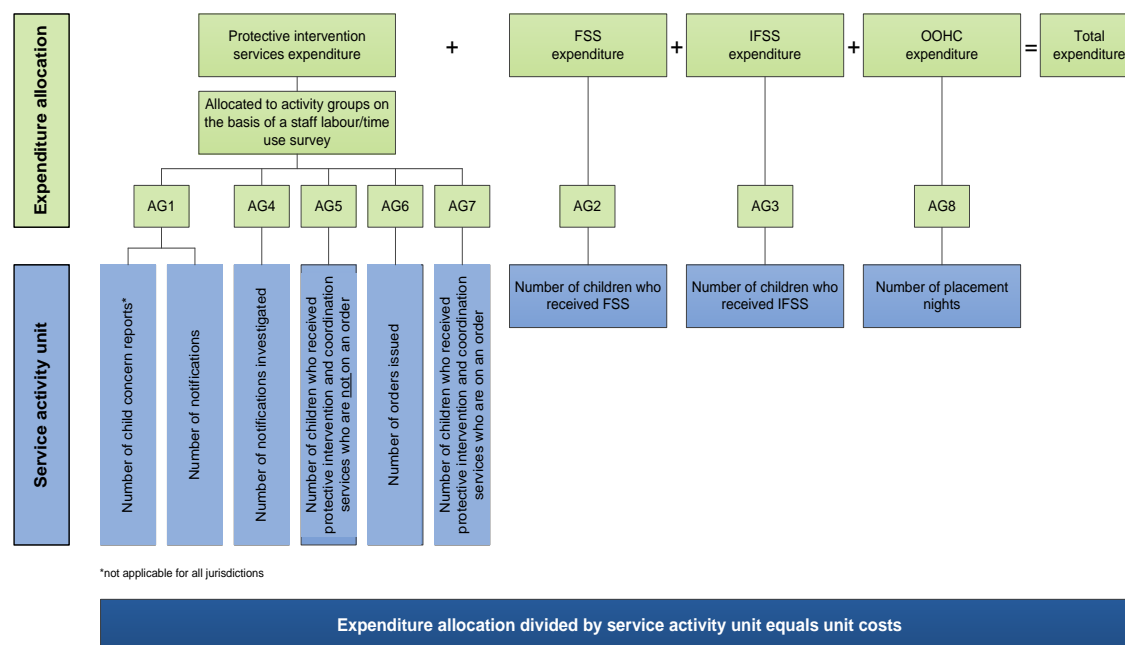 Expenditure allocation
Protective intervention
services expenditure
+
FSS
expenditure
+
IFSS
expenditure
+
OOHC
expenditure
=
Total
expenditure
Allocated to activity groups on
the basis of a staff labour/time
use survey
AG1
AG4
AG5
AG6
AG7
AG2
AG3
AG8
Service activity unit
Number of child concern reports*
Number of notifications
Number of notifications investigated
Number of children who received
protective intervention and coordination
services who are not on an order
Number of orders issued
Number of children who received
protective intervention and coordination
services who are on an order
Number of children who
received FSS
Number of children who
received IFSS
Number of placement
nights
*not applicable for all jurisdictions
Expenditure allocation divided by service activity unit equals unit costs